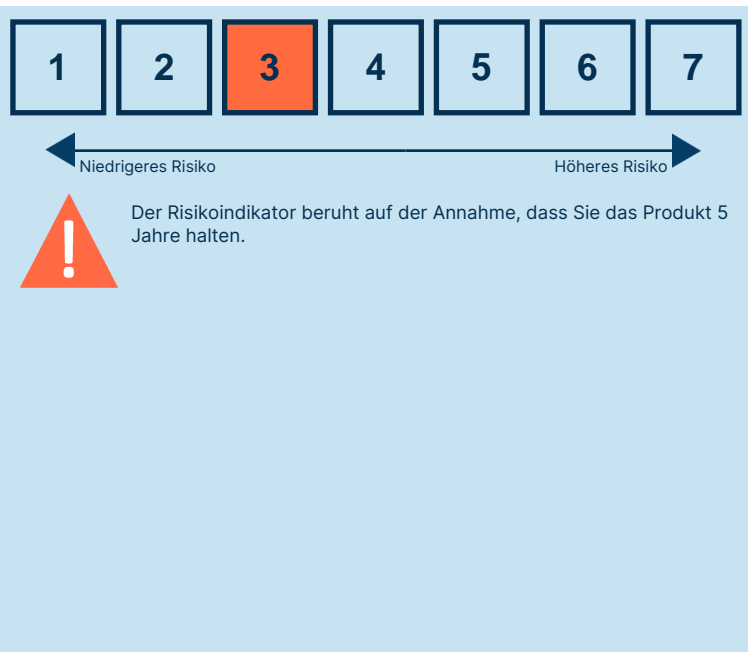 1 2 3 4 5 6 7
Niedrigeres Risiko Höheres Risiko
!
Der Risikoindikator beruht auf der Annahme, dass Sie das Produkt 5
Jahre halten.